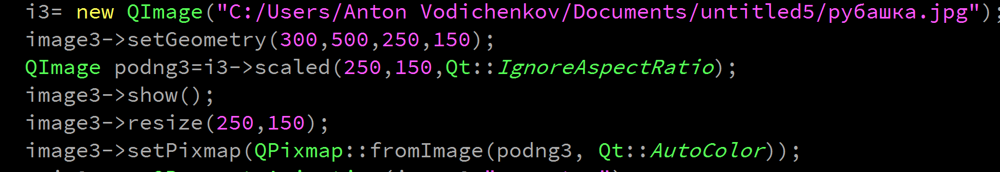 i3= new QImage("C:/Users/Anton Vodichenkov/Documents/untitled5/рубашка.jpg");
image3->setGeometry(300,500,250,150);
QImage podng3=i3->scaled(250,150,Qt::IgnoreAspectRatio);
image3->show();
image3->resize(250,150);
image3->setPixmap(QPixmap::fromImage(podng3, Qt::AutoColor));